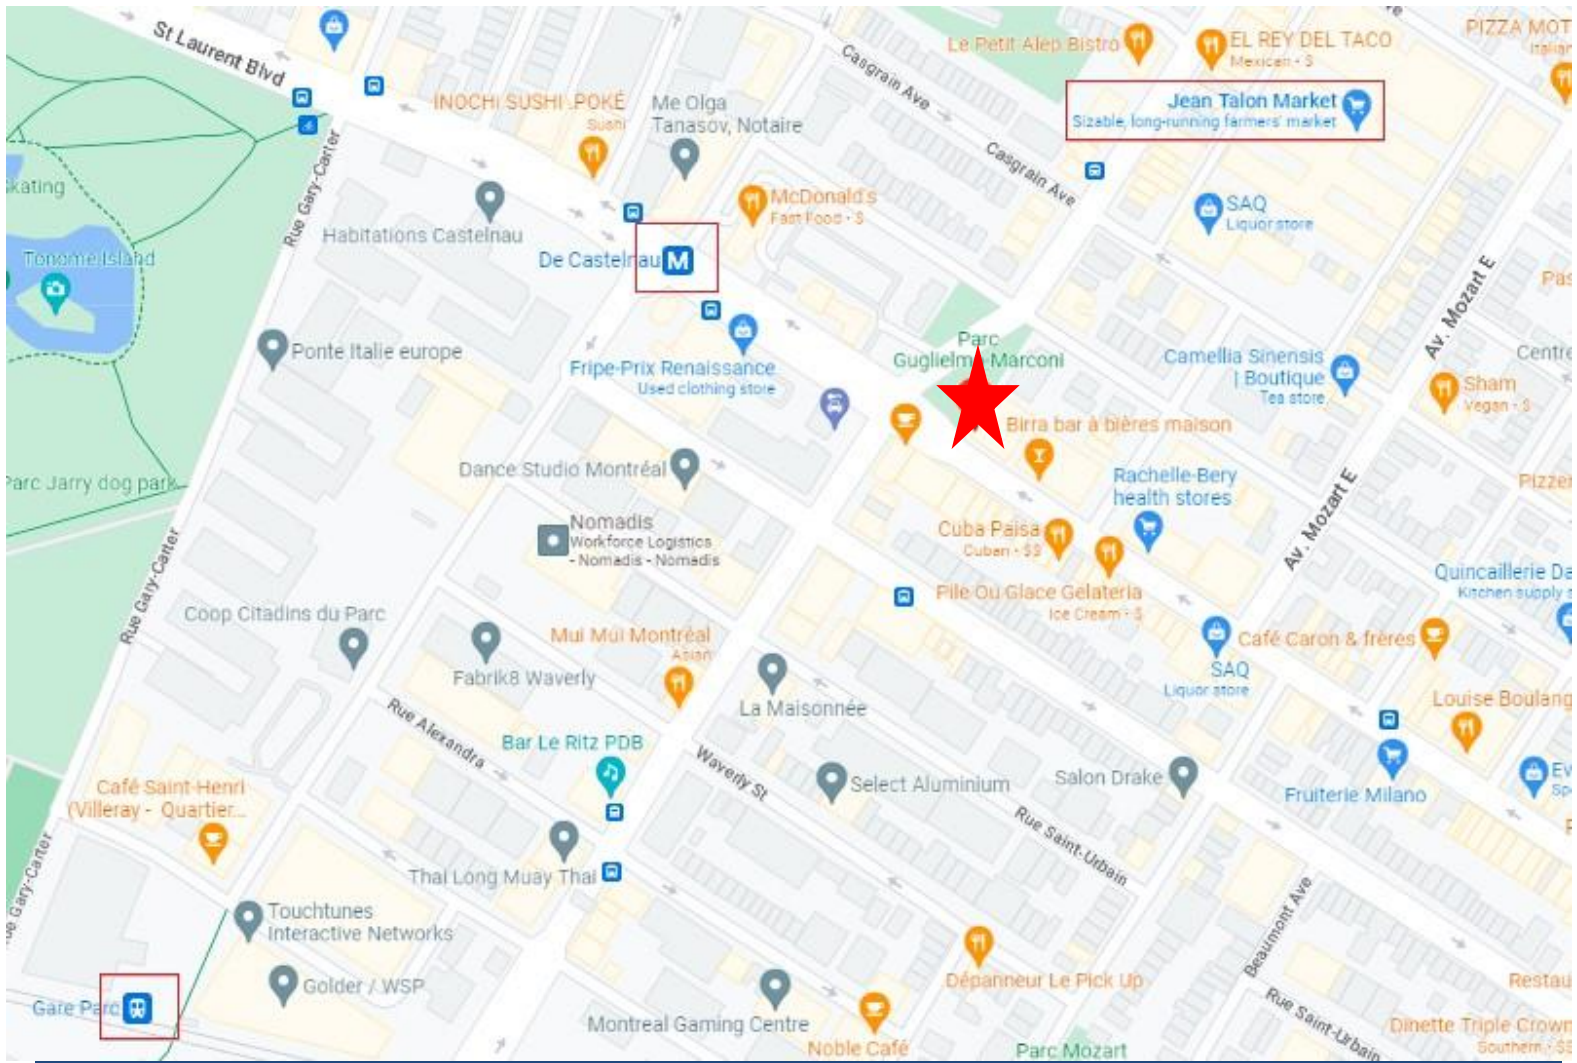 St Laurent Blvd
INOCHI SUSHI .POKÉ
Sushi
Me Olga
Tanasov, Notaire
Casgrain Ave
Le Petit Alep Bistro
EL REY DEL TACO
Mexican · $
PIZZA MOT
Jean Talon Market
Sizable, long-running farmers' market
Casgrain Ave
kating
Rue Gary-Carter
Habitations Castelnau
McDonald's
Fast Food · $
SAQ
Liquor store
Tonome Island
De Castelnau
M
Av. Mozart E
Pas
Ponte Italie europe
Fripe-Prix Renaissance
Used clothing store
Parc
Marconi
Camellia Sinensis
| Boutique
Tea store
Centre
Sham
Vegan · $
Birra bar à bières maison
Parc Jarry dog park
Dance Studio Montréal
Rachelle-Bery
health stores
Av. Mozart E
Pizzer
Nomadis
Workforce Logistics
- Nomadis - Nomadis
Cuba Paisa
Cuban · $$
Rue Gary-Carter
Pile Ou Glace Gelateria
Ice Cream · $
Quincaillerie Da
Kitchen supply s
Coop Citadins du Parc
Mui Mui Montréal
Asian
Café Caron & frères
Fabrik8 Waverly
SAQ
Liquor store
La Maisonnée
Louise Boulang
Rue Alexandra
Bar Le Ritz PDB
Waverly St
Select Aluminium
Salon Drake
Fruiterie Milano
Ev
Café Saint-Henri
(Villeray - Quartier...
Rue Saint-Urbain
Gary-Carter
Thai Long Muay Thai
Touchtunes
Interactive Networks
Beaumont Ave
Golder / WSP
Dépanneur Le Pick Up
Restau
Gare Parc
Montreal Gaming Centre
Noble Café
Parc Mozart
Rue Saint-Urbain
Dinette Triple Crown
Southern · $$